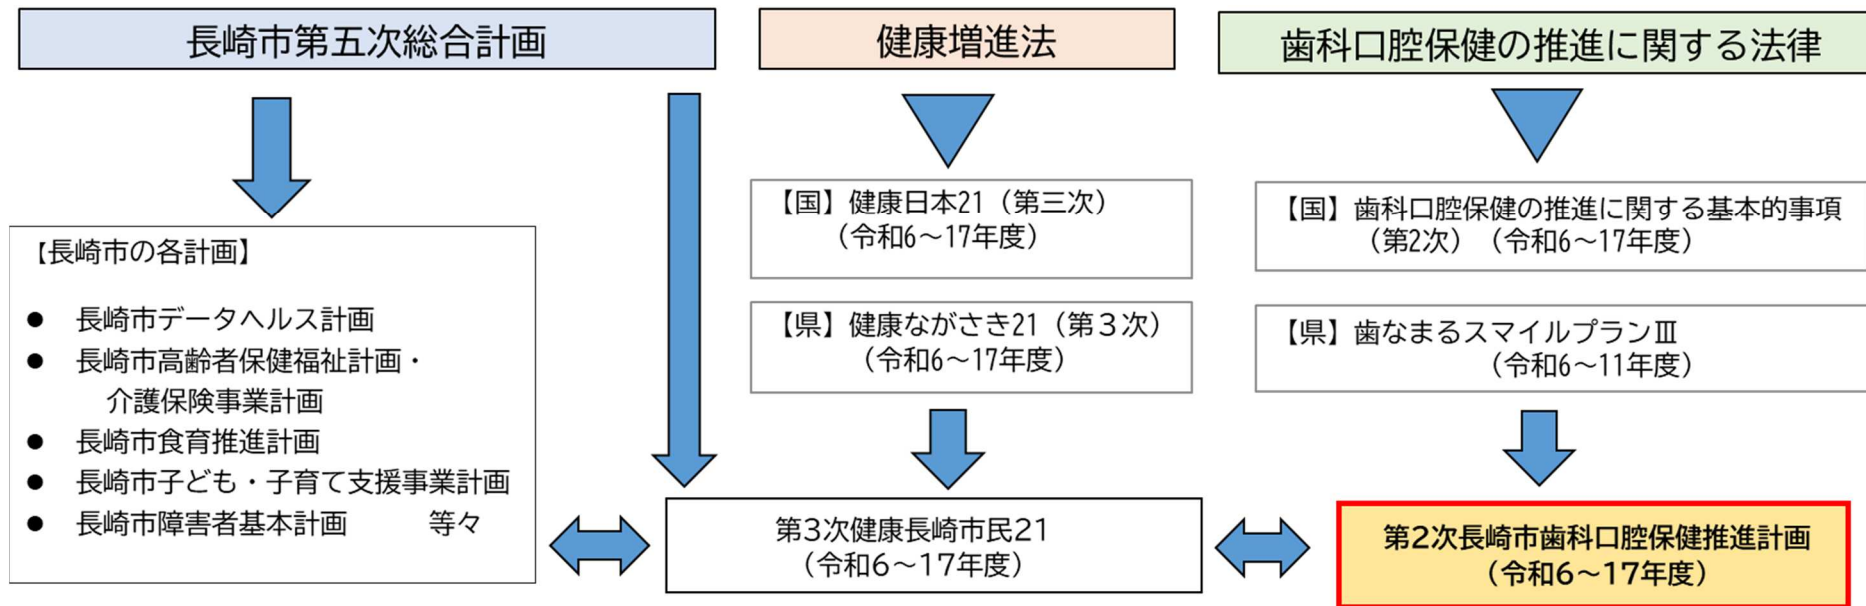 長崎市第五次総合計画
健康増進法
歯科口腔保健の推進に関する法律
【長崎市の各計画】
● 長崎市データヘルス計画
● 長崎市高齢者保健福祉計画・
介護保険事業計画
● 長崎市食育推進計画
● 長崎市子ども・子育て支援事業計画
● 長崎市障害者基本計画 等々
【国】健康日本21（第三次）
（令和6～17年度）
【県】健康ながさき21（第３次）
（令和6～17年度）
【国】歯科口腔保健の推進に関する基本的事項
（第2次）（令和6～17年度）
【県】歯なまるスマイルプランⅢ
（令和6～11年度）
第3次健康長崎市民21
（令和6～17年度）
第2次長崎市歯科口腔保健推進計画
（令和6～17年度）